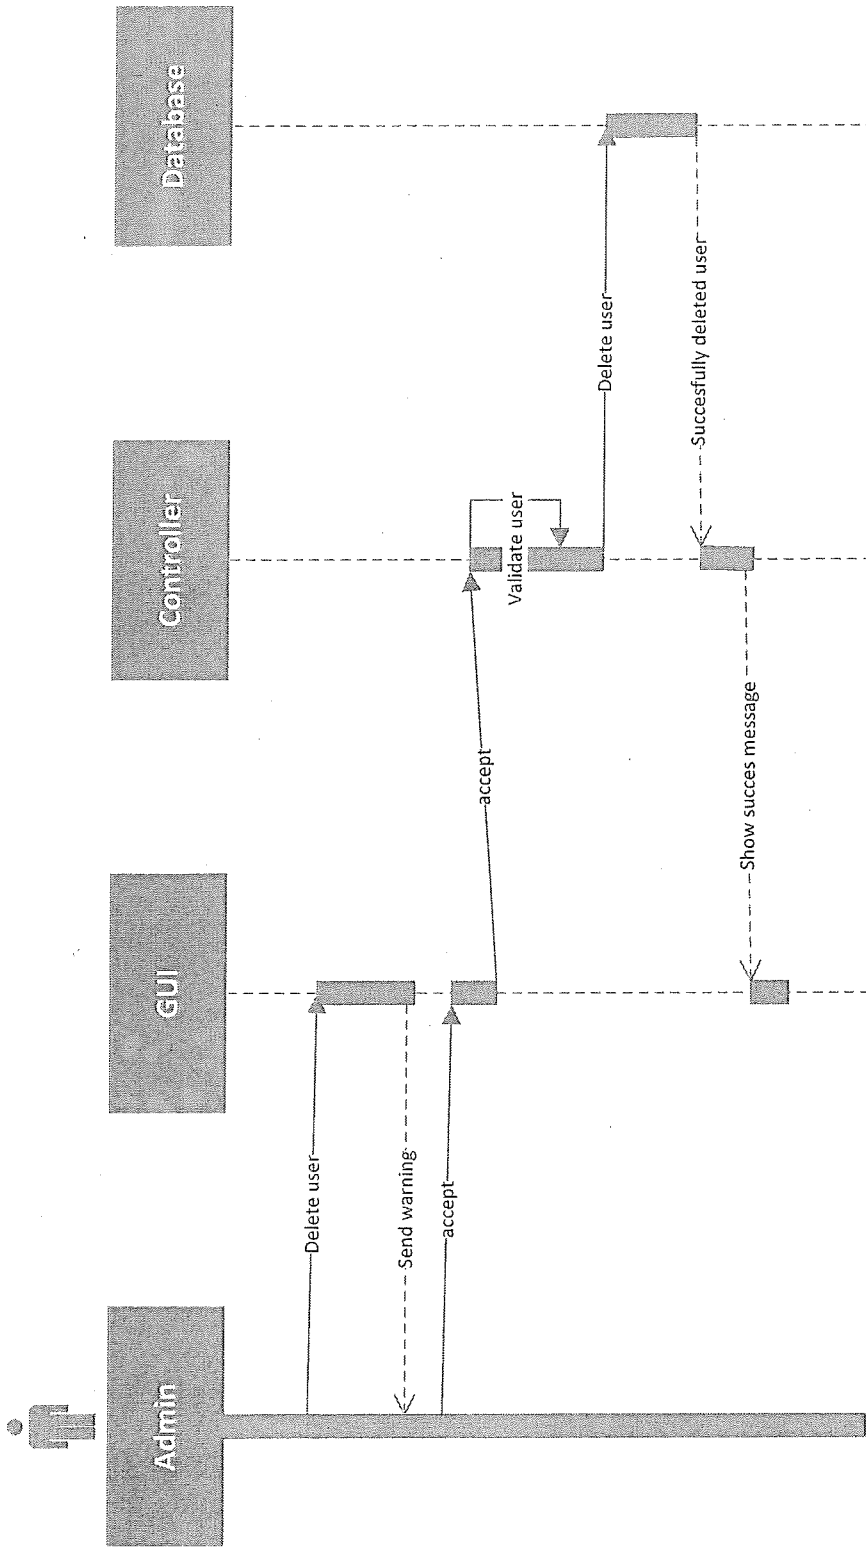 Admin
GUI
Controller
Database
Delete user
Send warning
accept
accept
Validate user
Delete user
Succesfully deleted user
Show succes message